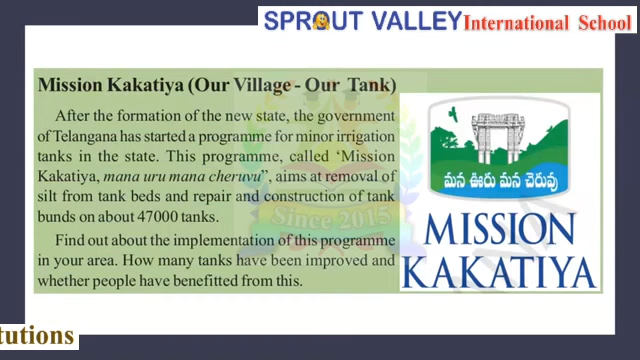 SPROUT VALLEY International School
Mission Kakatiya (Our Village - Our Tank)
After the formation of the new state, the government
of Telangana has started a programme for minor irrigation
tanks in the state. This programme, called ‘Mission
Kakatiya, mana uru mana cheruvu”, aims at removal of
silt from tank beds and repair and construction of tank
bunds on about 47000 tanks.
Find out about the implementation of this programme
in your area. How many tanks have been improved and
whether people have benefitted from this.
మన ఊరు మన చెరువు
MISSION
KAKATIYA
Since 2015
tutions